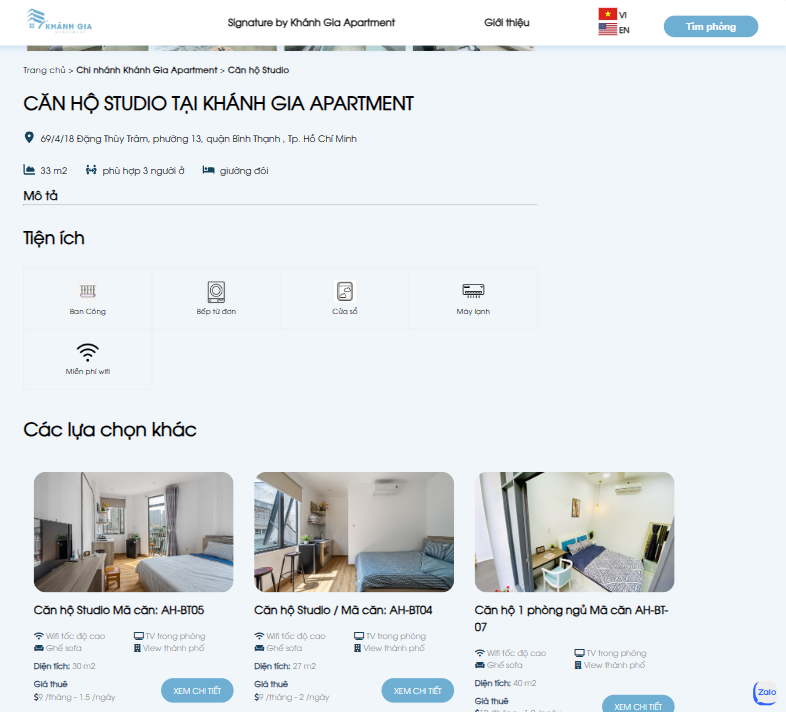 KHÁNH GIA
APARTMENT
Signature by Khánh Gia Apartment
Giới thiệu
VI
EN
Tìm phòng
Trang chủ > Chi nhánh Khánh Gia Apartment > Căn hộ Studio
CĂN HỘ STUDIO TẠI KHÁNH GIA APARTMENT
69/4/18 Đặng Thùy Trâm, phường 13, quận Bình Thạnh , Tp. Hồ Chí Minh
33 m2 phù hợp 3 người ở giường đôi
Mô tả
Tiện ích
Ban Công
Bếp từ đơn
Cửa sổ
Máy lạnh
Miễn phí wifi
Các lựa chọn khác
Căn hộ Studio Mã căn: AH-BT05
Wifi tốc độ cao TV trong phòng
Ghế sofa View thành phố
Diện tích: 30 m2
Giá thuê
$9 /tháng - 1.5 /ngày
XEM CHI TIẾT
Căn hộ Studio / Mã căn: AH-BT04
Wifi tốc độ cao TV trong phòng
Ghế sofa View thành phố
Diện tích: 27 m2
Giá thuê
$9 /tháng - 2 /ngày
XEM CHI TIẾT
Căn hộ 1 phòng ngủ Mã căn AH-BT-
07
Wifi tốc độ cao TV trong phòng
Ghế sofa View thành phố
Diện tích: 40 m2
Giá thuê
XEM CHI TIẾT
Zalo